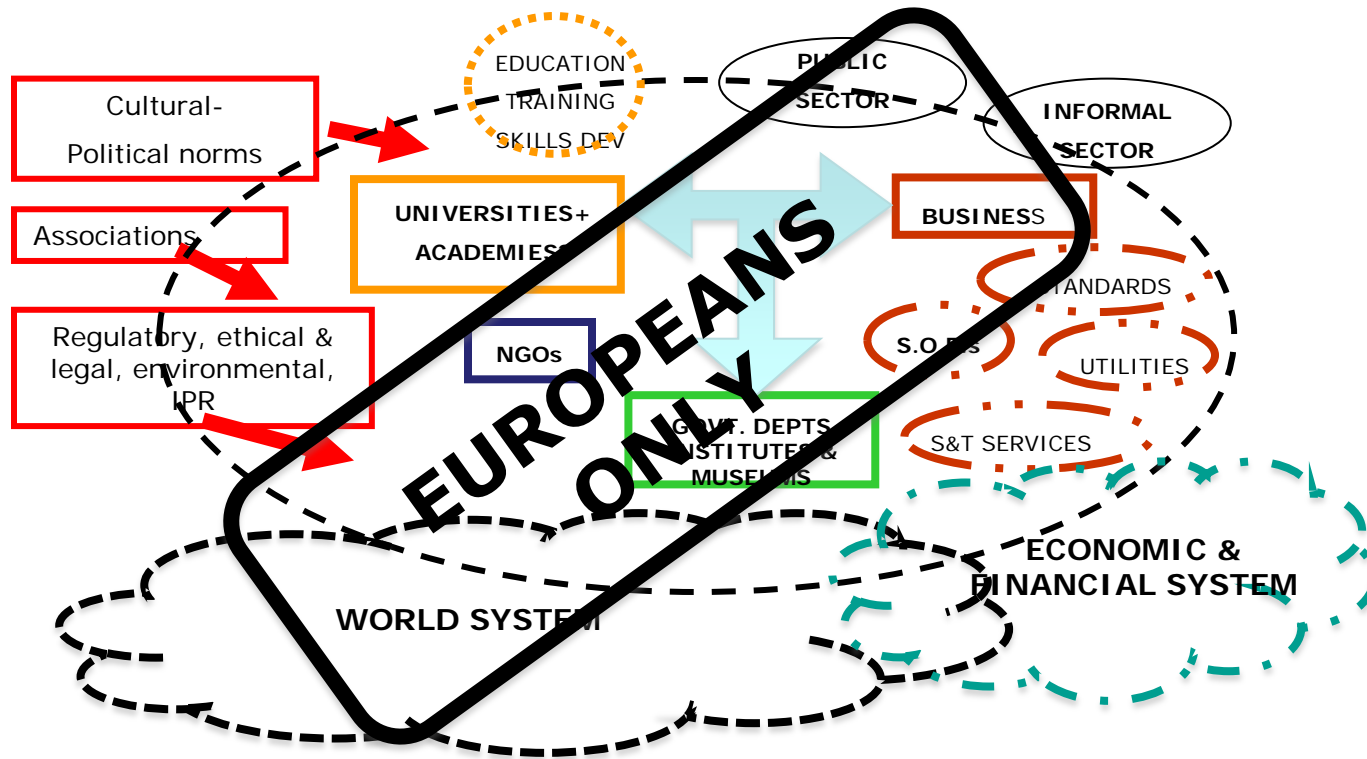 EDUCATION
TRAINING
SKILLS DEV
PUBLIC
SECTOR
INFORMAL
SECTOR
Cultural-
Political norms
Associations
Regulatory, ethical &
legal, environmental,
IPR
UNIVERSITIES+
ACADEMIES
BUSINESS
NGOs
EUROPEANS
ONLY
STANDARDS
S.O.E.s
UTILITIES
S&T SERVICES
GOVT. DEPTS
INSTITUTES &
MUSEUMS
WORLD SYSTEM
ECONOMIC &
FINANCIAL SYSTEM